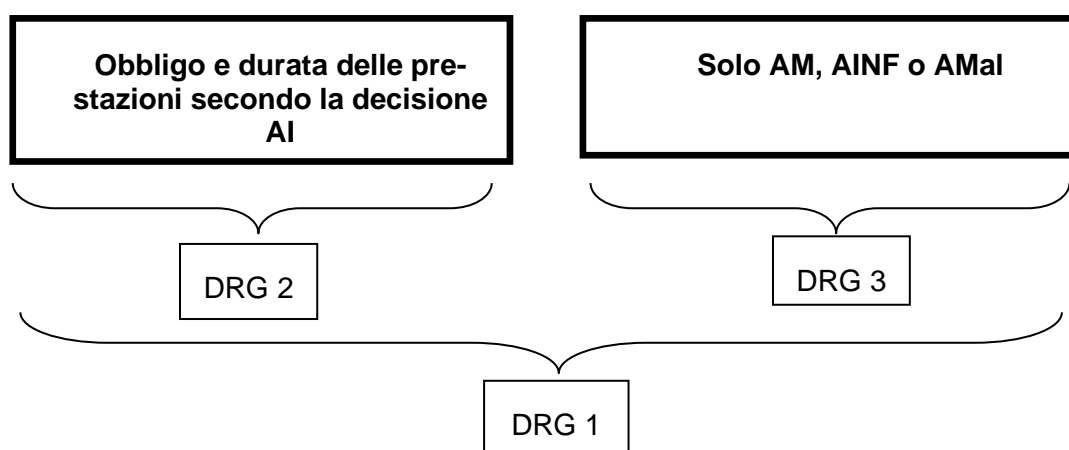 Obbligo e durata delle pre-
stazioni secondo la decisione
AI
Solo AM, AINF o AMal
DRG 2
DRG 3
DRG 1